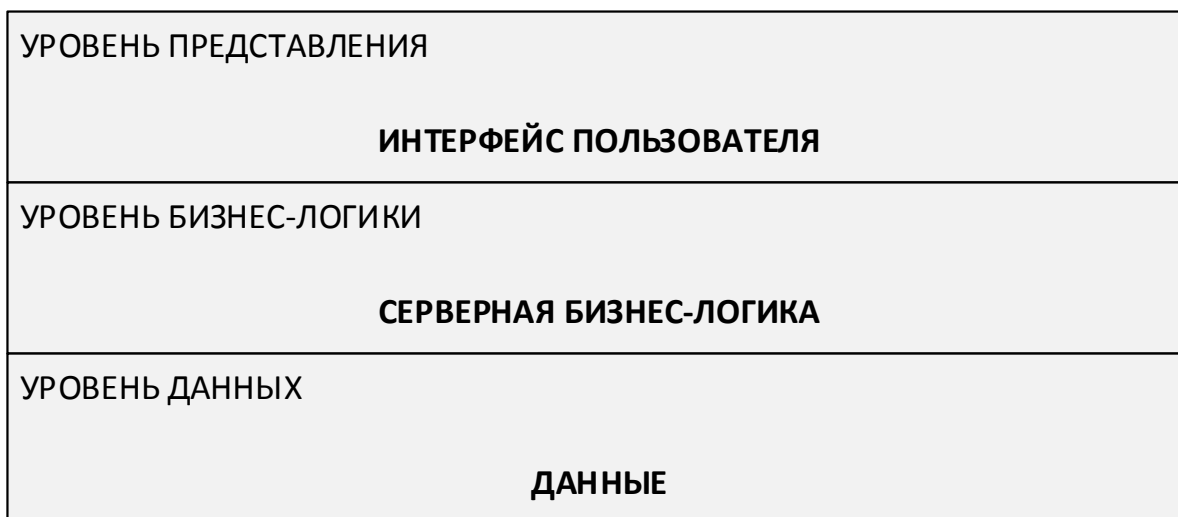 УРОВЕНЬ ПРЕДСТАВЛЕНИЯ
ИНТЕРФЕЙС ПОЛЬЗОВАТЕЛЯ
УРОВЕНЬ БИЗНЕС-ЛОГИКИ
СЕРВЕРНАЯ БИЗНЕС-ЛОГИКА
УРОВЕНЬ ДАННЫХ
ДАННЫЕ